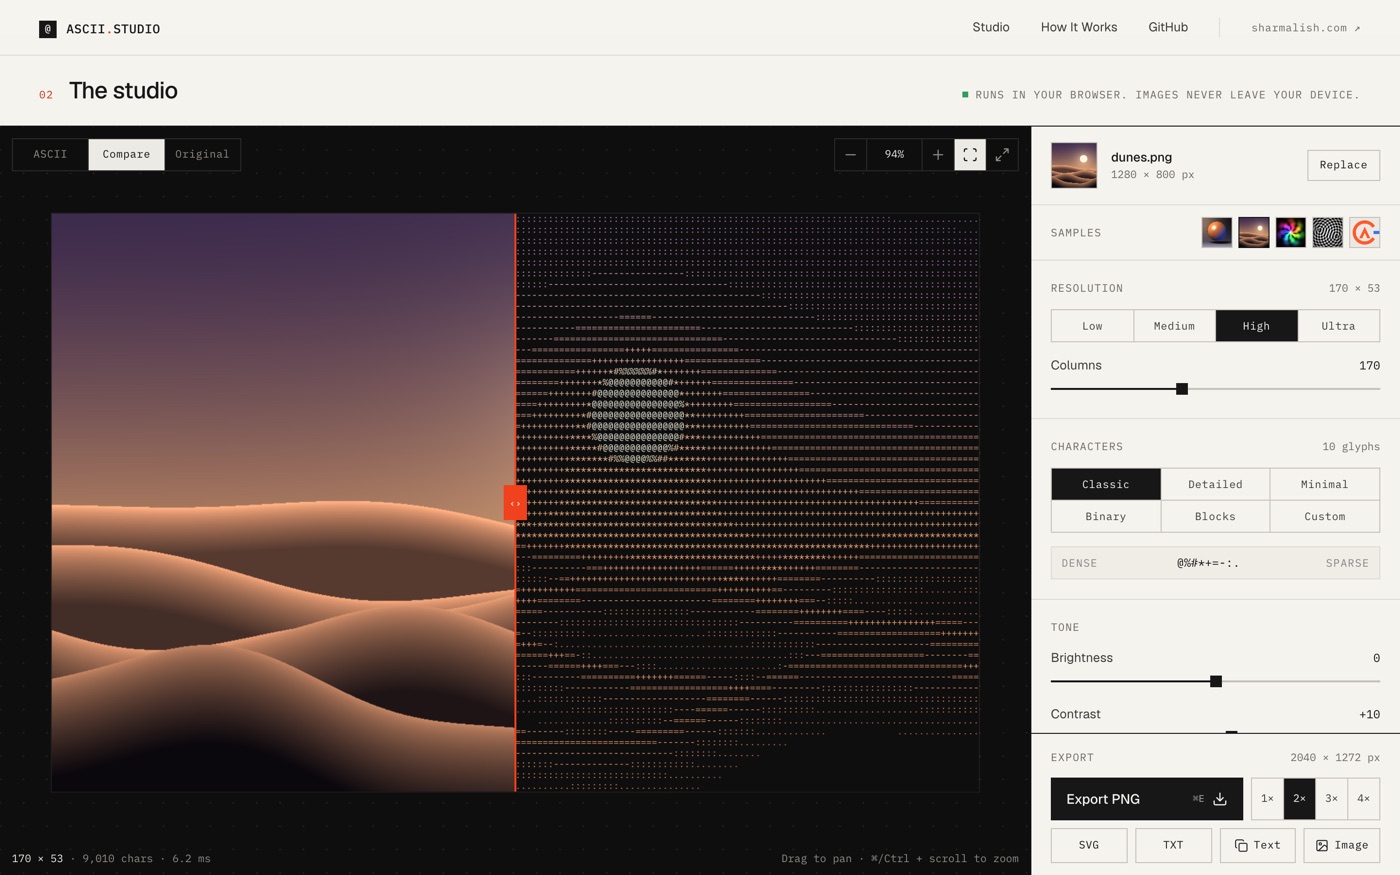 @ ASCII.STUDIO
Studio How It Works GitHub sharmalish.com ↗
02 The studio
RUNS IN YOUR BROWSER. IMAGES NEVER LEAVE YOUR DEVICE.
ASCII Compare Original
94%
dunes.png
1280 × 800 px
Replace
SAMPLES
RESOLUTION 170 × 53
Low Medium High Ultra
Columns 170
CHARACTERS 10 glyphs
Classic Detailed Minimal
Binary Blocks Custom
DENSE @%#*+=-:. SPARSE
TONE
Brightness 0
Contrast +10
EXPORT 2040 × 1272 px
Export PNG ⌘E 1× 2× 3× 4×
SVG TXT Text Image
170 × 53 · 9,010 chars · 6.2 ms
Drag to pan · ⌘/Ctrl + scroll to zoom